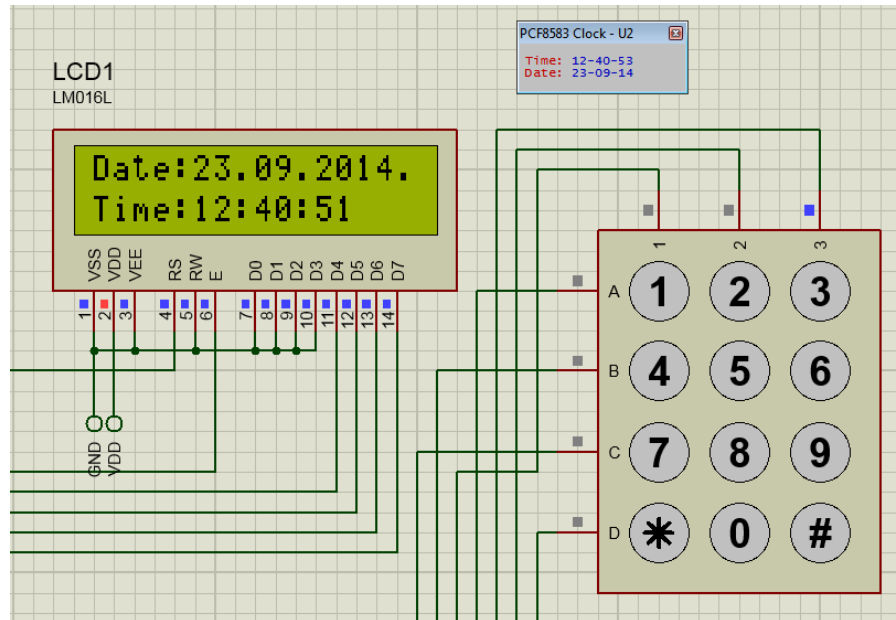 PCF8583 Clock - U2
Time: 12-40-53
Date: 23-09-14
LCD1
LM016L
Date:23.09.2014.
Time:12:40:51
VSS VDD VEE RS RW E D0 D1 D2 D3 D4 D5 D6 D7
1 2 3 4 5 6 7 8 9 10 11 12 13 14
GND VDD
1 2 3
A 1 2 3
B 4 5 6
C 7 8 9
D * 0 #